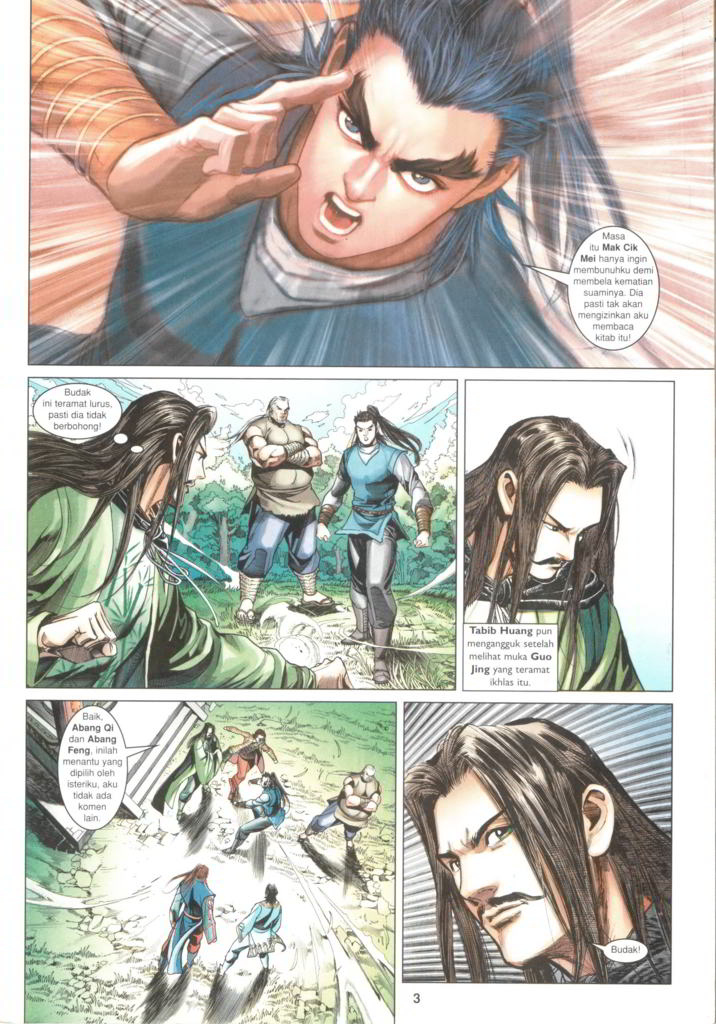 Masa
itu Mak Cik
Mei hanya ingin
membunuhku demi
membela kematian
suaminya. Dia
pasti tak akan
mengizinkan aku
membaca
kitab itu!
Budak
ini teramat lurus,
pasti dia tidak
berbohong!
Tabib Huang pun
mengangguk setelah
melihat muka Guo
Jing yang teramat
ikhlas itu.
Baik,
Abang Qi
dan Abang
Feng, inilah
menantu yang
dipilih oleh
isteriku, aku
tidak ada
komen
lain.
Budak!
3